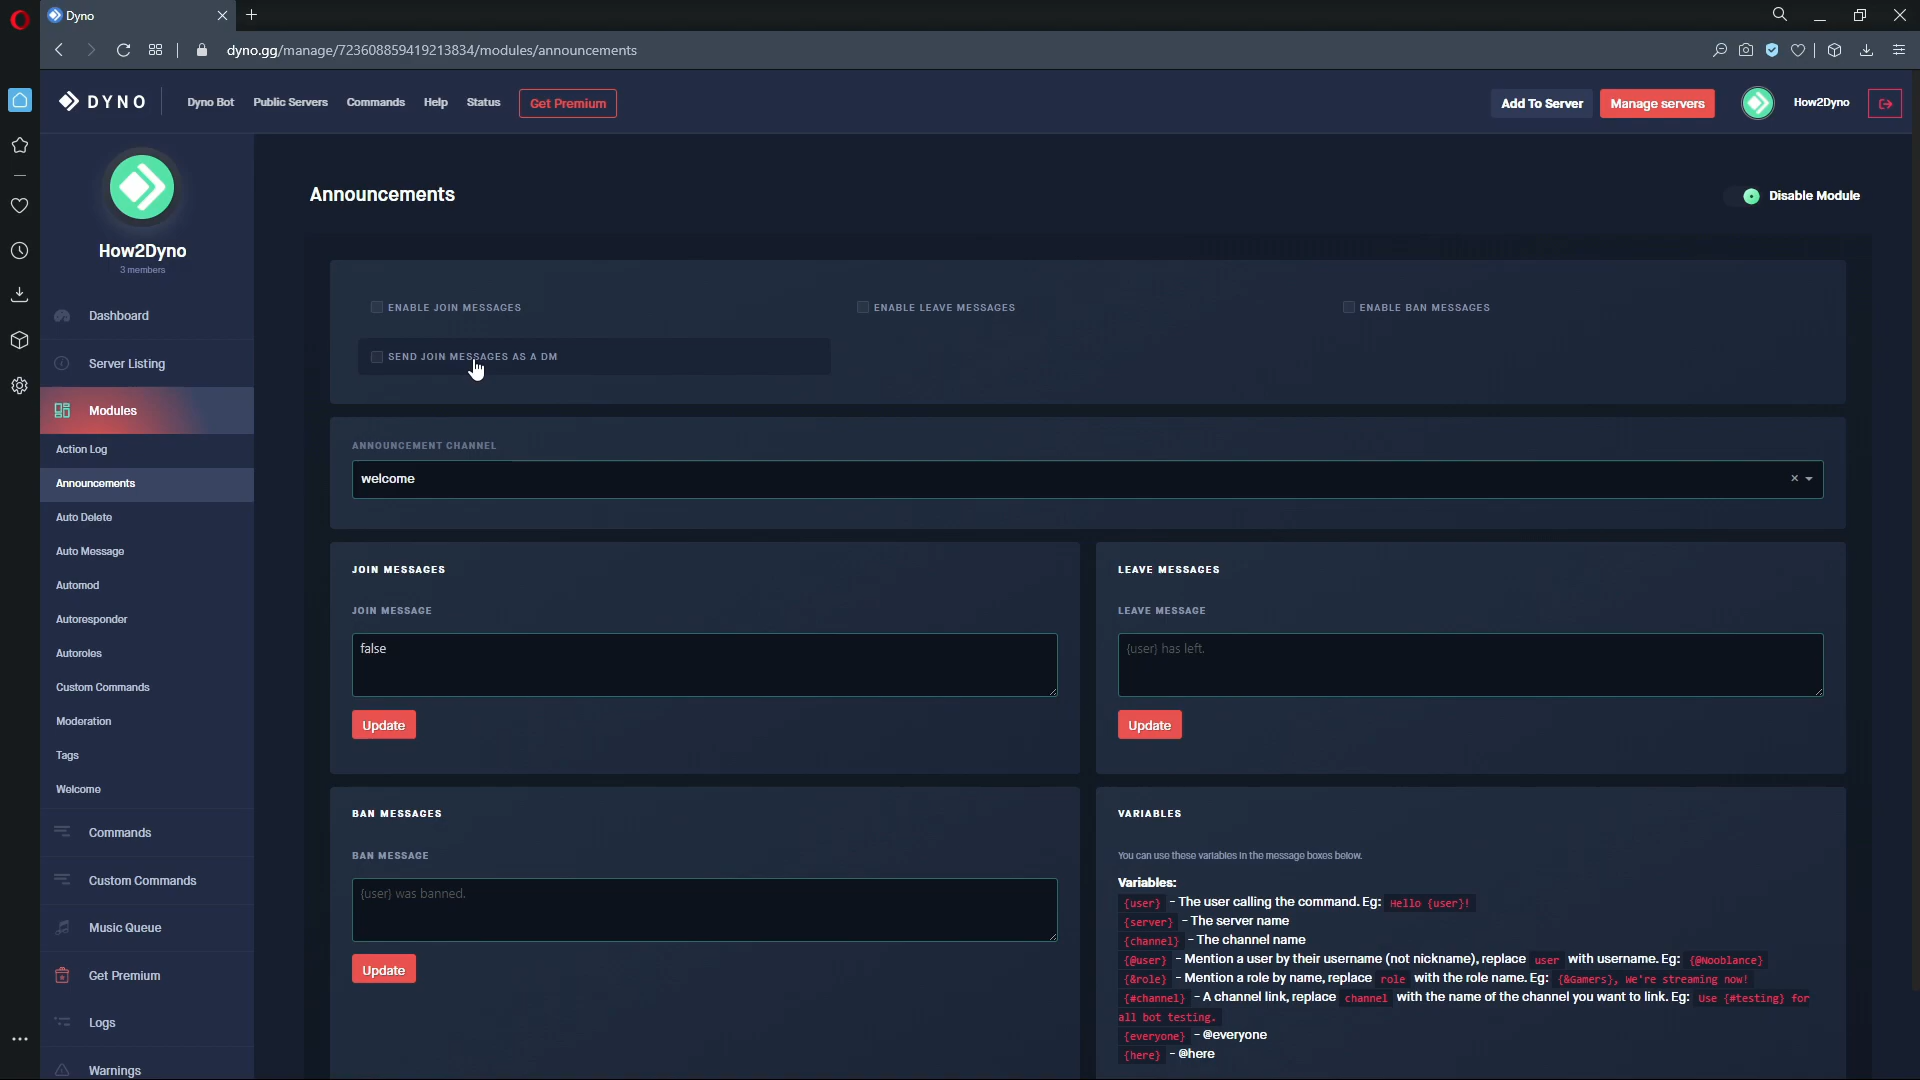 Dyno
dyno.gg/manage/723608859419213834/modules/announcements
DYNO
Dyno Bot
Public Servers
Commands
Help
Status
Get Premium
Add To Server
Manage servers
How2Dyno
How2Dyno
3 members
Dashboard
Server Listing
Modules
Action Log
Announcements
Auto Delete
Auto Message
Automod
Autoresponder
Autoroles
Custom Commands
Moderation
Tags
Welcome
Commands
Custom Commands
Music Queue
Get Premium
Logs
Warnings
Announcements
Disable Module
ENABLE JOIN MESSAGES
ENABLE LEAVE MESSAGES
ENABLE BAN MESSAGES
SEND JOIN MESSAGES AS A DM
ANNOUNCEMENT CHANNEL
welcome
JOIN MESSAGES
JOIN MESSAGE
false
Update
LEAVE MESSAGES
LEAVE MESSAGE
{user} has left.
Update
BAN MESSAGES
BAN MESSAGE
{user} was banned.
Update
VARIABLES
You can use these variables in the message boxes below.
Variables:
{user} - The user calling the command. Eg: Hello {user}!
{server} - The server name
{channel} - The channel name
{@user} - Mention a user by their username (not nickname), replace user with username. Eg: {@Nooblance}
{&role} - Mention a role by name, replace role with the role name. Eg: {&Gamers}, We're streaming now!
{#channel} - A channel link, replace channel with the name of the channel you want to link. Eg: Use {#testing} for
all bot testing.
{everyone} - @everyone
{here} - @here